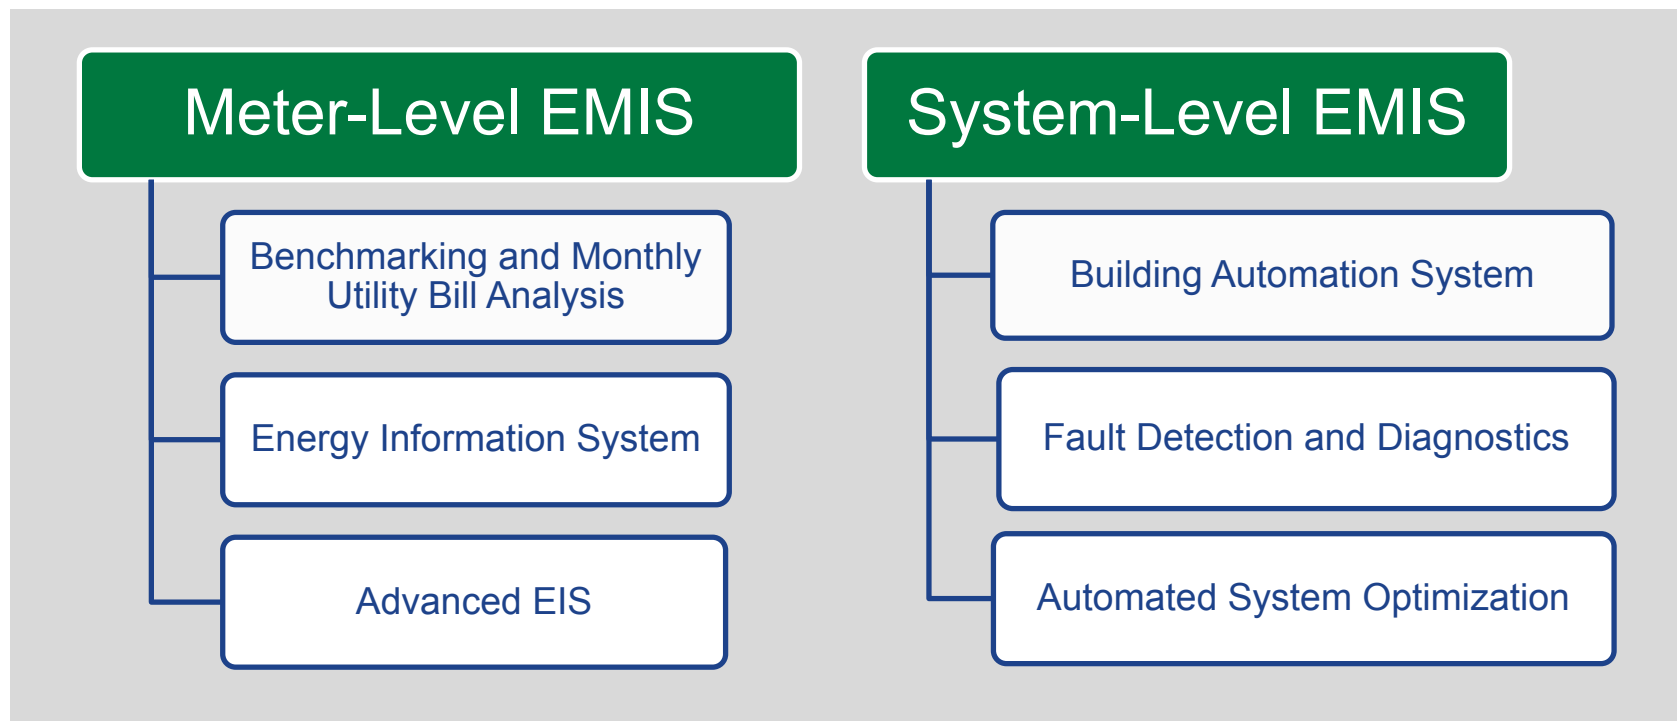 Meter-Level EMIS
Benchmarking and Monthly
Utility Bill Analysis
Energy Information System
Advanced EIS
System-Level EMIS
Building Automation System
Fault Detection and Diagnostics
Automated System Optimization